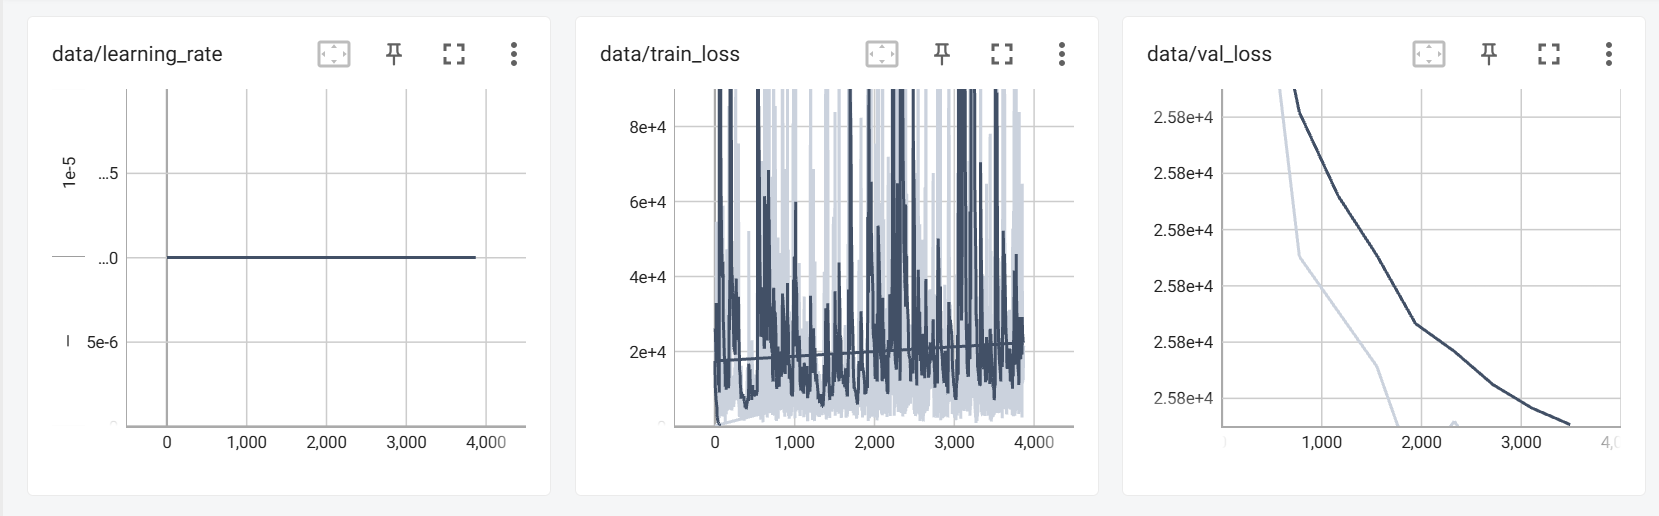 data/learning_rate
1e-5
...5
...0
5e-6
0 1,000 2,000 3,000 4,000
data/train_loss
8e+4
6e+4
4e+4
2e+4
0
0 1,000 2,000 3,000 4,000
data/val_loss
2.58e+4
2.58e+4
2.58e+4
2.58e+4
2.58e+4
2.58e+4
1,000 2,000 3,000